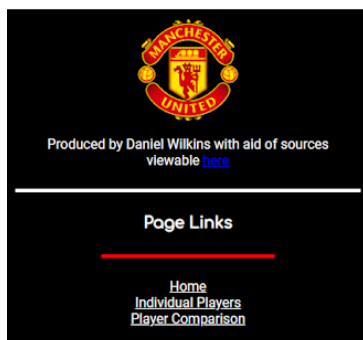 MANCHESTER
UNITED
Produced by Daniel Wilkins with aid of sources
viewable here
Page Links
Home
Individual Players
Player Comparison